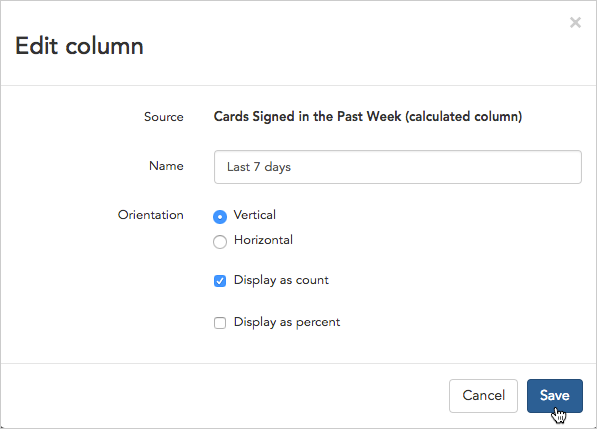 ×
Edit column
Source Cards Signed in the Past Week (calculated column)
Name Last 7 days
Orientation Vertical
Horizontal
Display as count
Display as percent
Cancel Save